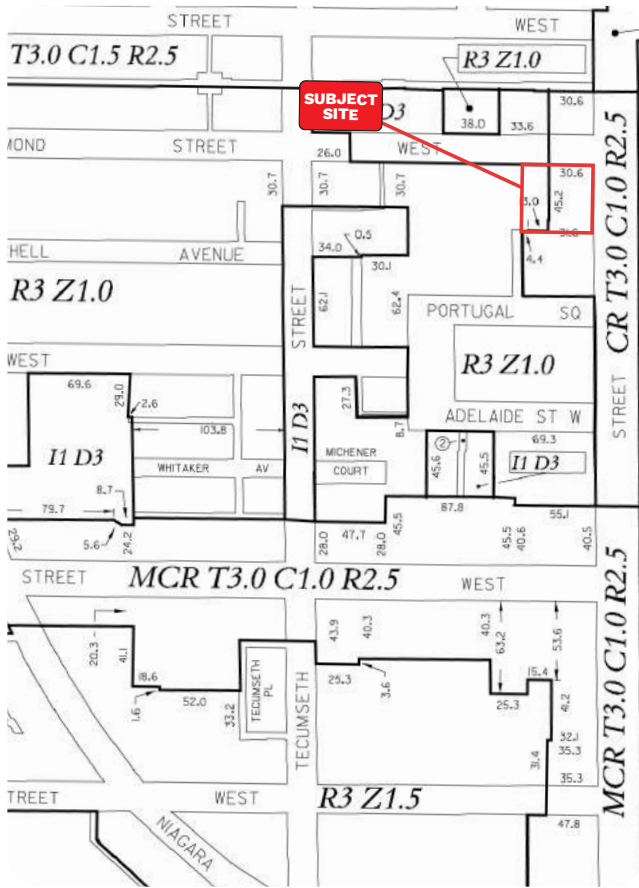 STREET
WEST
T3.0 C1.5 R2.5
R3 Z1.0
SUBJECT
SITE
D3
38.0
33.6
30.6
MOND
STREET
WEST
26.0
30.7
30.7
30.7
30.6
3.0
45.2
4.4
CR T3.0 C1.0 R2.5
HELL
AVENUE
34.0
0.5
30.1
R3 Z1.0
62.1
62.4
STREET
PORTUGAL
SQ
WEST
R3 Z1.0
69.6
29.0
2.6
27.3
8.7
STREET
ADELAIDE ST W
103.8
I1 D3
I1 D3
69.3
2
45.6
45.5
I1 D3
MICHENER
COURT
WHITAKER
AV
79.7
8.7
5.6
24.2
29.2
28.0
47.7
28.0
45.5
87.8
45.5
40.6
55.1
40.5
STREET
MCR T3.0 C1.0 R2.5
WEST
MCR T3.0 C1.0 R2.5
20.3
41.1
18.6
1.6
52.0
33.2
TECUMSETH
PL
TECUMSETH
43.9
40.3
25.3
3.6
40.3
63.2
53.6
25.3
15.4
41.2
32.1
35.3
31.4
35.3
TREET
WEST
R3 Z1.5
47.8
NIAGARA